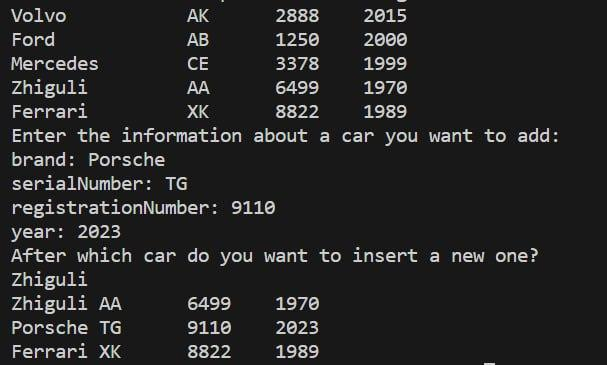 Volvo AK 2888 2015
Ford AB 1250 2000
Mercedes CE 3378 1999
Zhiguli AA 6499 1970
Ferrari XK 8822 1989
Enter the information about a car you want to add:
brand: Porsche
serialNumber: TG
registrationNumber: 9110
year: 2023
After which car do you want to insert a new one?
Zhiguli
Zhiguli AA 6499 1970
Porsche TG 9110 2023
Ferrari XK 8822 1989